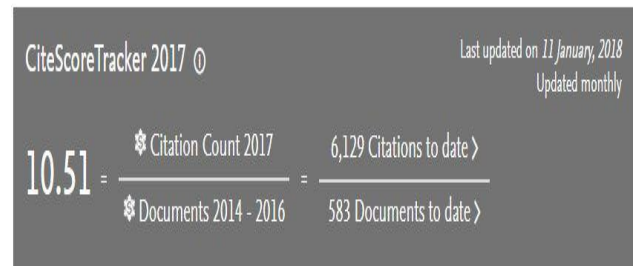 CiteScoreTracker 2017 ⓘ
Last updated on 11 January, 2018
Updated monthly
10.51 = Citation Count 2017 = 6,129 Citations to date >
Documents 2014 - 2016 583 Documents to date >